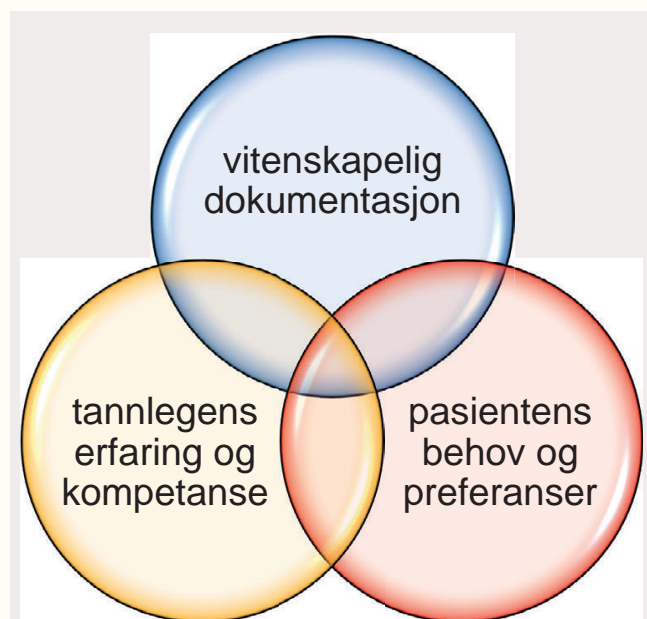 vitenskapelig
dokumentasjon
tannlegens
erfaring og
kompetanse
pasientens
behov og
preferanser